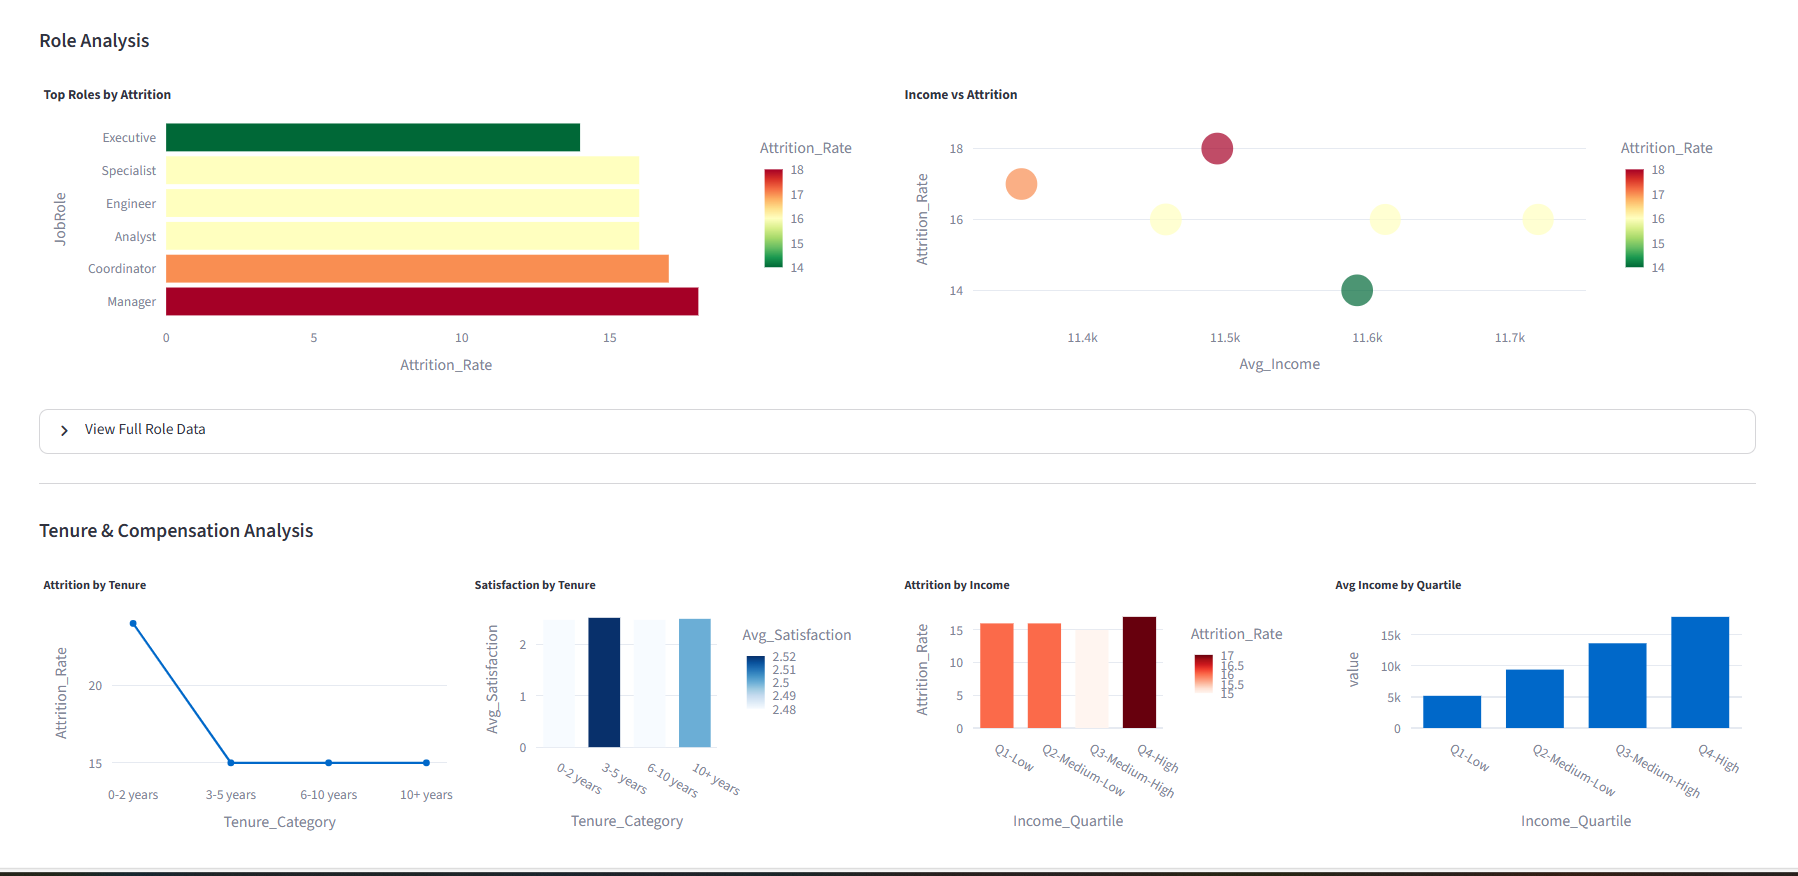 Role Analysis
Top Roles by Attrition
Executive
Specialist
Engineer
Analyst
Coordinator
Manager
JobRole
0 5 10 15
Attrition_Rate
Attrition_Rate
18
17
16
15
14
Income vs Attrition
18
16
14
Attrition_Rate
11.4k 11.5k 11.6k 11.7k
Avg_Income
Attrition_Rate
18
17
16
15
14
View Full Role Data
Tenure & Compensation Analysis
Attrition by Tenure
20
15
Attrition_Rate
0-2 years 3-5 years 6-10 years 10+ years
Tenure_Category
Satisfaction by Tenure
2
1
0
Avg_Satisfaction
0-2 years 3-5 years 6-10 years 10+ years
Tenure_Category
Avg_Satisfaction
2.52
2.51
2.5
2.49
2.48
Attrition by Income
15
10
5
0
Attrition_Rate
Q1-Low Q2-Medium-Low Q3-Medium-High Q4-High
Income_Quartile
Attrition_Rate
17
16.5
16
15.5
15
Avg Income by Quartile
15k
10k
5k
0
value
Q1-Low Q2-Medium-Low Q3-Medium-High Q4-High
Income_Quartile